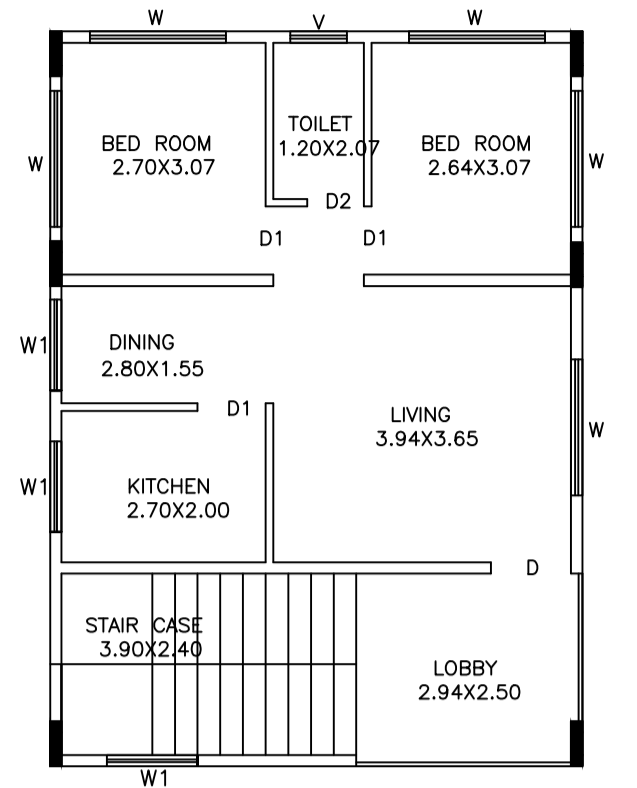 W
V
W
BED ROOM
2.70X3.07
TOILET
1.20X2.07
BED ROOM
2.64X3.07
W
W
D2
D1
D1
W1
DINING
2.80X1.55
D1
LIVING
3.94X3.65
W
W1
KITCHEN
2.70X2.00
D
STAIR CASE
3.90X2.40
LOBBY
2.94X2.50
W1